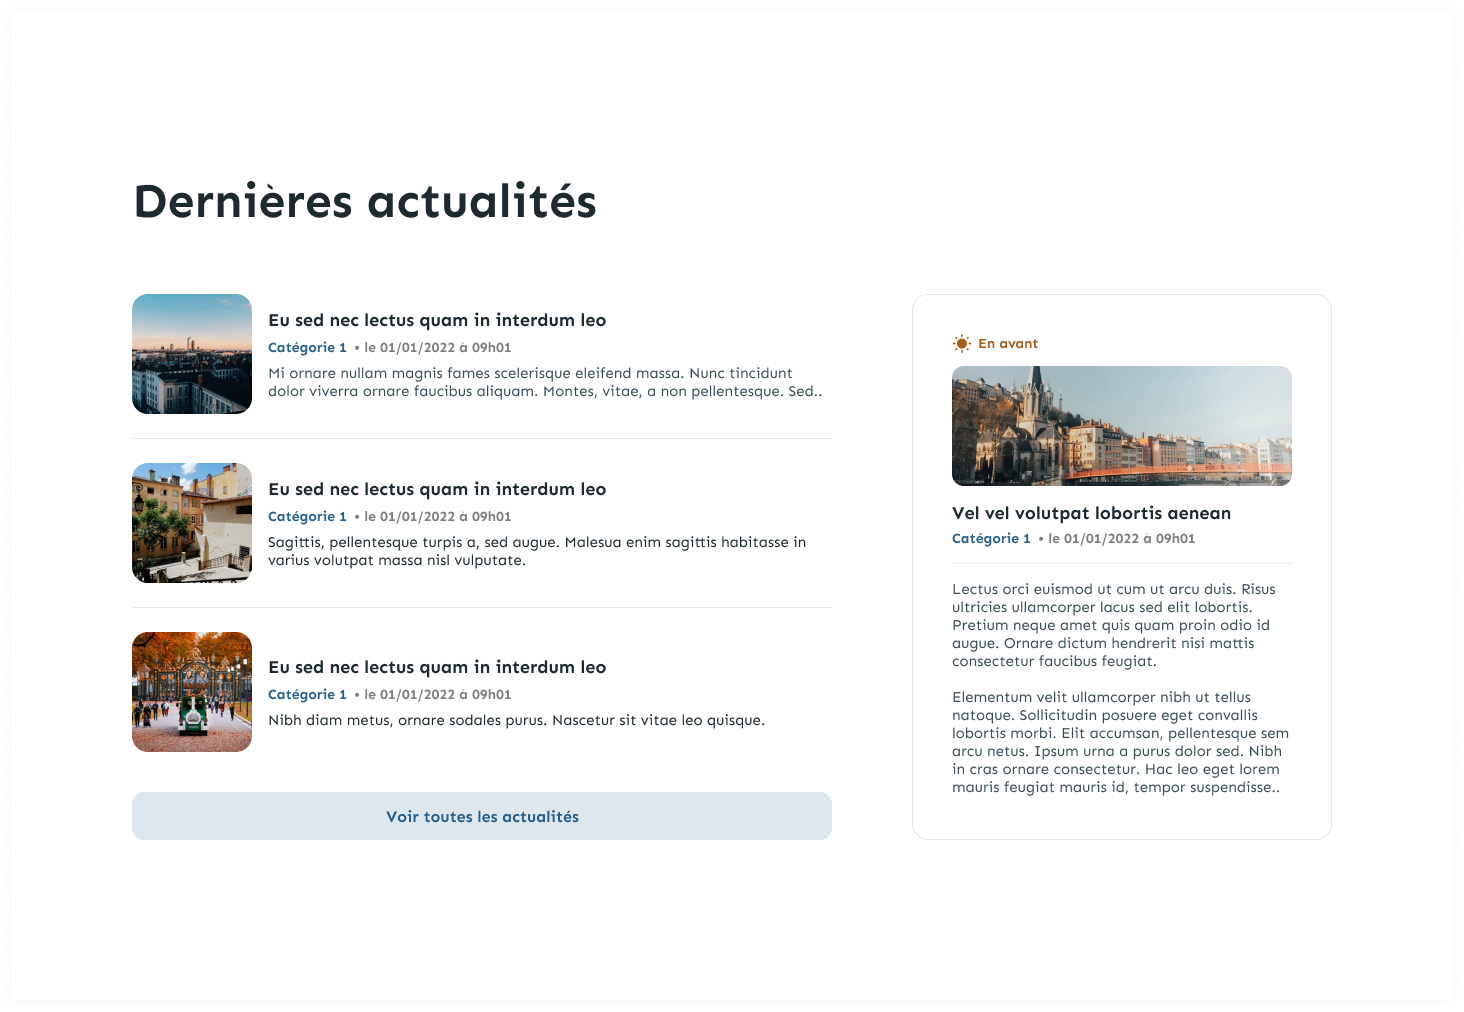 Dernières actualités
Eu sed nec lectus quam in interdum leo
Catégorie 1 • le 01/01/2022 à 09h01
Mi ornare nullam magnis fames scelerisque eleifend massa. Nunc tincidunt
dolor viverra ornare faucibus aliquam. Montes, vitae, a non pellentesque. Sed..
Eu sed nec lectus quam in interdum leo
Catégorie 1 • le 01/01/2022 à 09h01
Sagittis, pellentesque turpis a, sed augue. Malesua enim sagittis habitasse in
varius volutpat massa nisl vulputate.
Eu sed nec lectus quam in interdum leo
Catégorie 1 • le 01/01/2022 à 09h01
Nibh diam metus, ornare sodales purus. Nascetur sit vitae leo quisque.
Voir toutes les actualités
En avant
Vel vel volutpat lobortis aenean
Catégorie 1 • le 01/01/2022 à 09h01
Lectus orci euismod ut cum ut arcu duis. Risus
ultricies ullamcorper lacus sed elit lobortis.
Pretium neque amet quis quam proin odio id
augue. Ornare dictum hendrerit nisi mattis
consectetur faucibus feugiat.
Elementum velit ullamcorper nibh ut tellus
natoque. Sollicitudin posuere eget convallis
lobortis morbi. Elit accumsan, pellentesque sem
arcu netus. Ipsum urna a purus dolor sed. Nibh
in cras ornare consectetur. Hac leo eget lorem
mauris feugiat mauris id, tempor suspendisse..